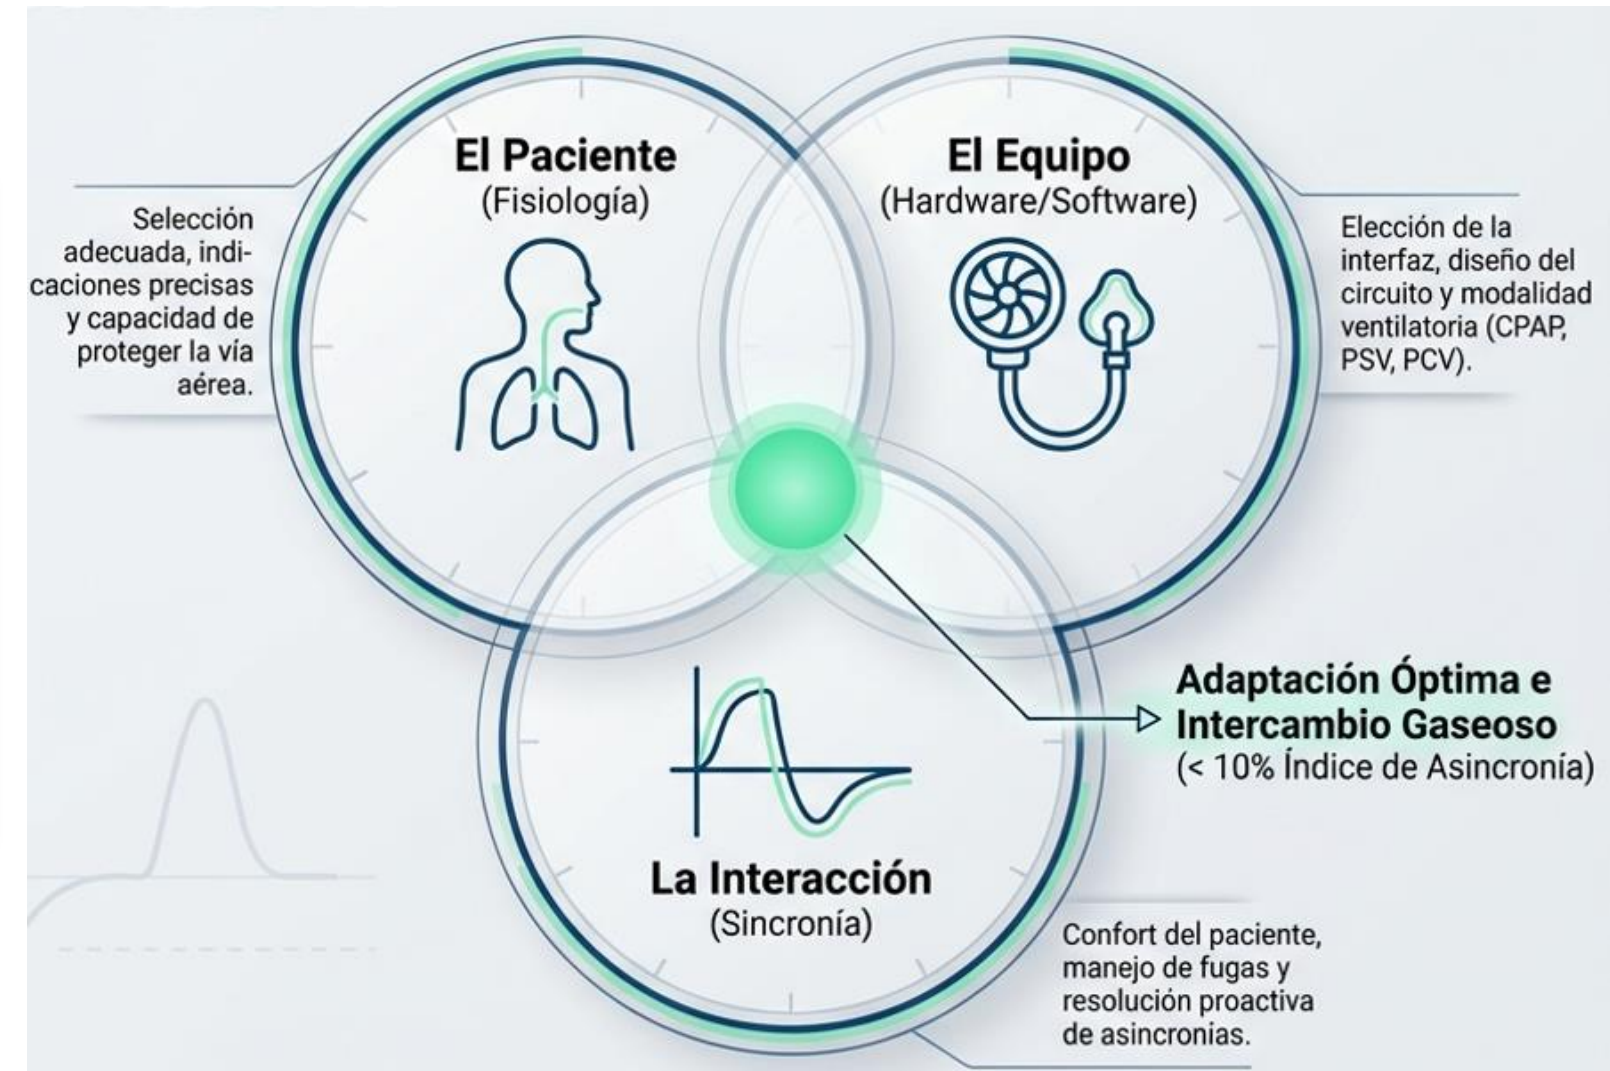 El Paciente
(Fisiología)
El Equipo
(Hardware/Software)
Selección
adecuada, indi-
caciones precisas
y capacidad de
proteger la vía
aérea.
Elección de la
interfaz, diseño del
circuito y modalidad
ventilatoria (CPAP,
PSV, PCV).
Adaptación Óptima e
Intercambio Gaseoso
(< 10% Índice de Asincronía)
La Interacción
(Sincronía)
Confort del paciente,
manejo de fugas y
resolución proactiva
de asincronias.